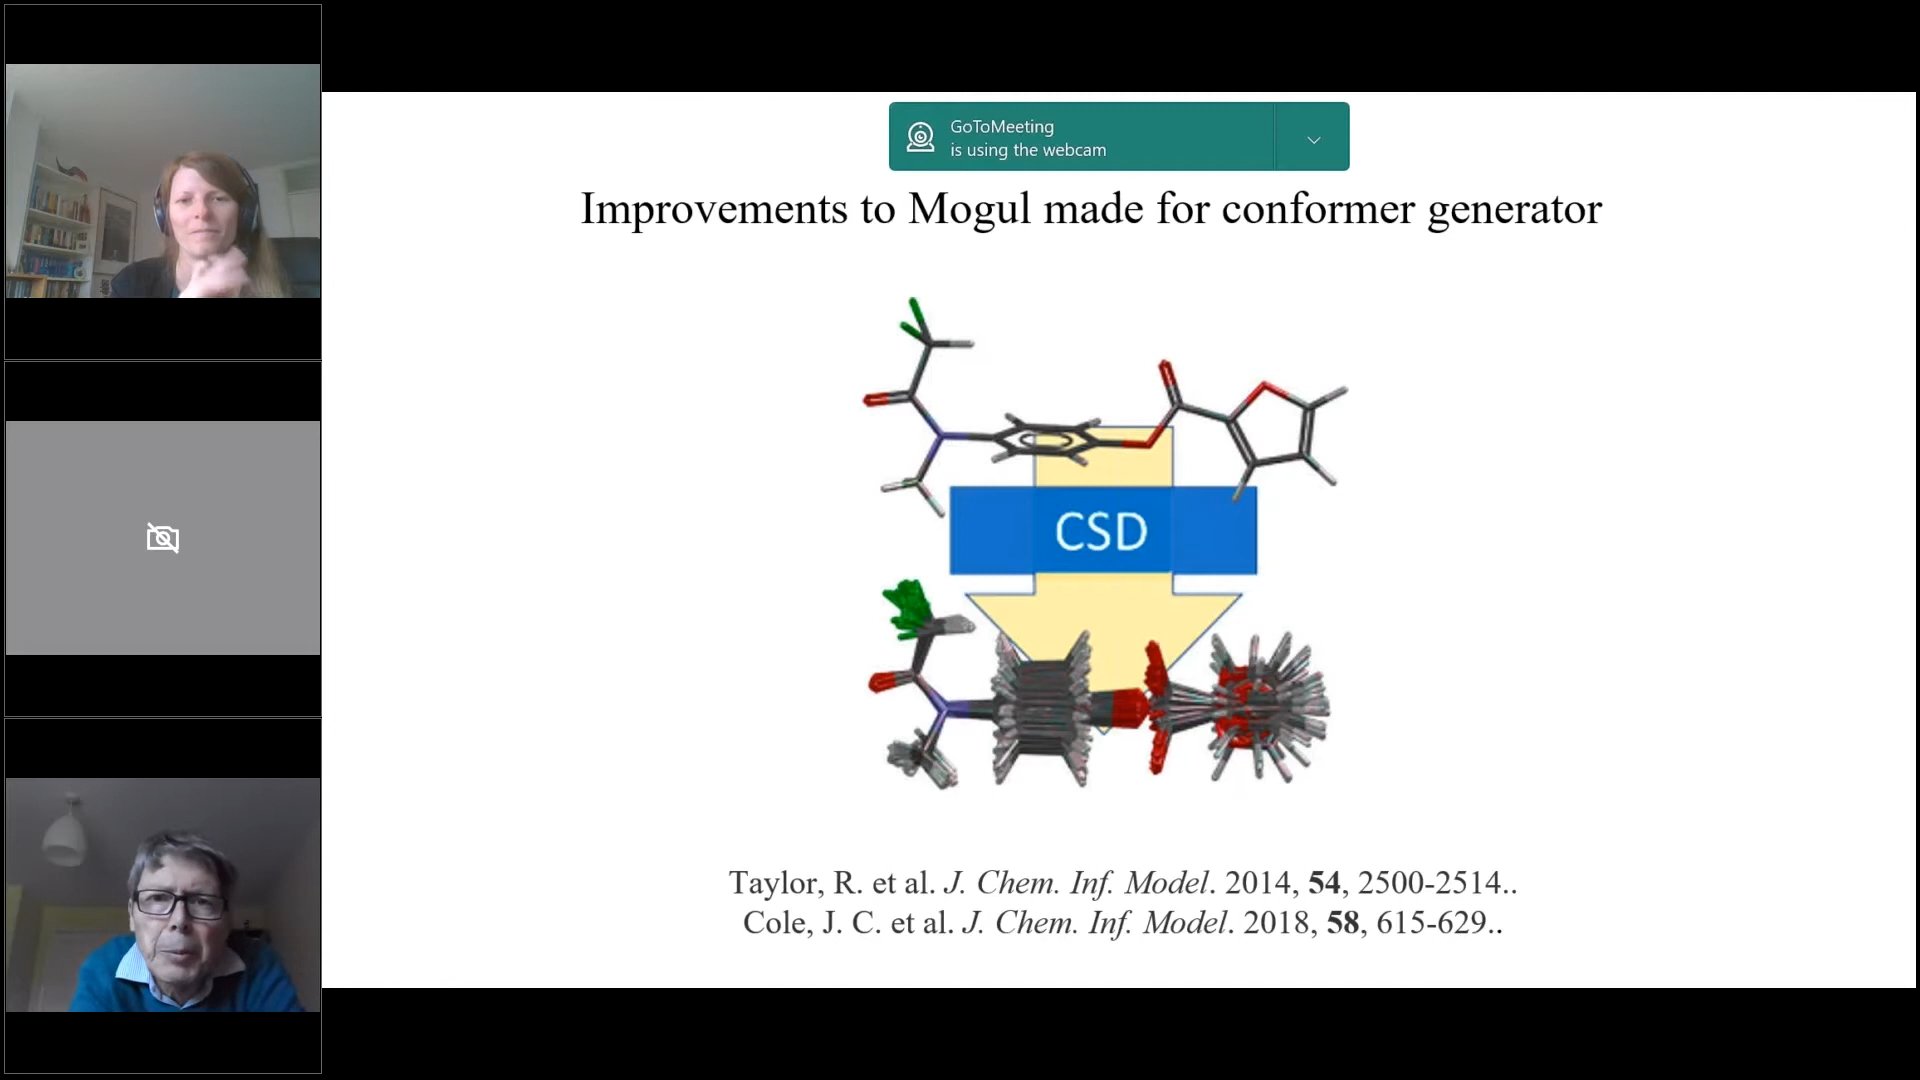 GoToMeeting
is using the webcam
Improvements to Mogul made for conformer generator
CSD
Taylor, R. et al. J. Chem. Inf. Model. 2014, 54, 2500-2514..
Cole, J. C. et al. J. Chem. Inf. Model. 2018, 58, 615-629..